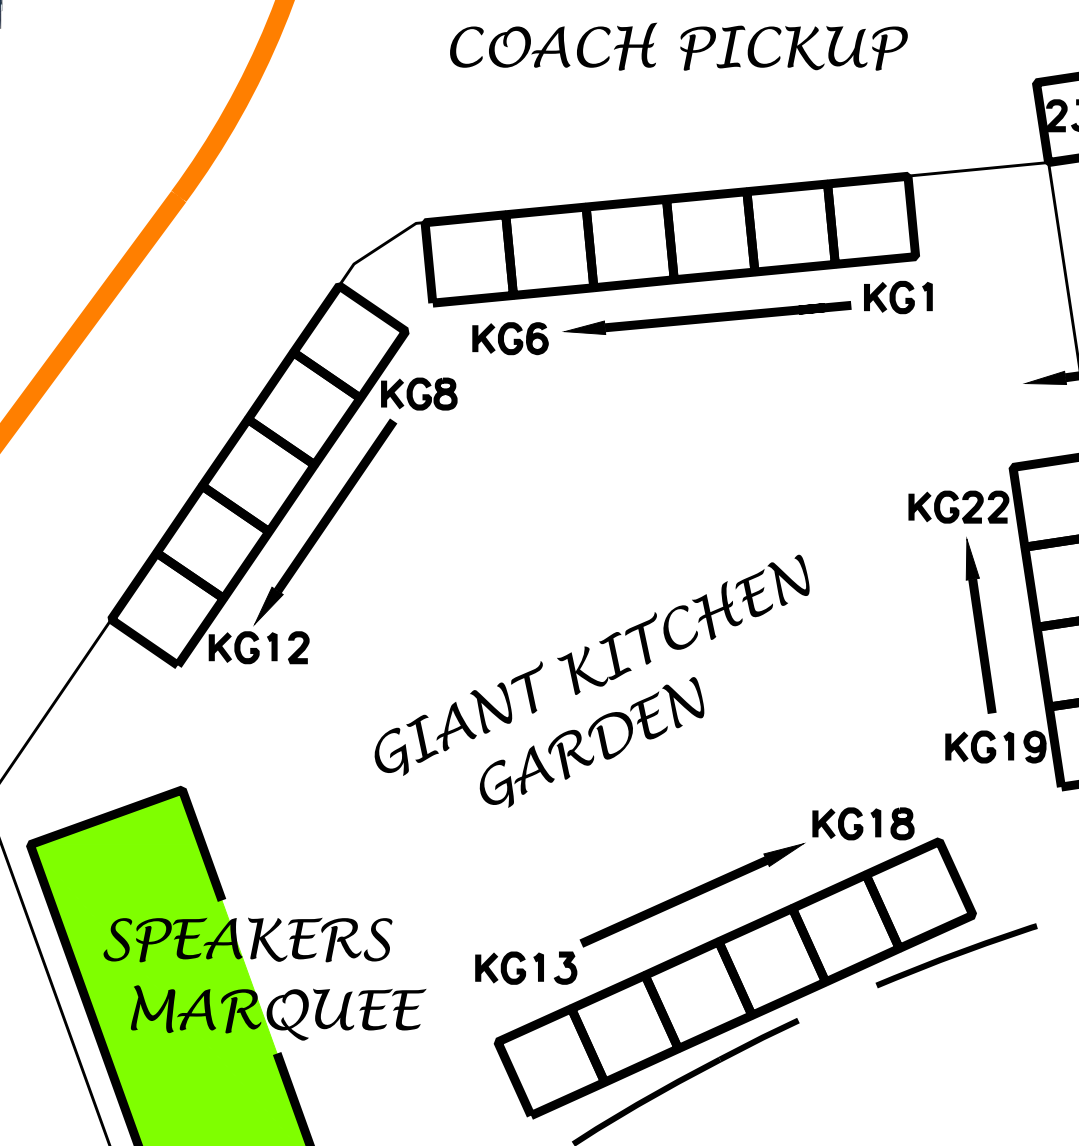 COACH PICKUP
KG1
KG6
KG8
KG22
KG12
GIANT KITCHEN
GARDEN
KG19
KG18
KG13
SPEAKERS
MARQUEE